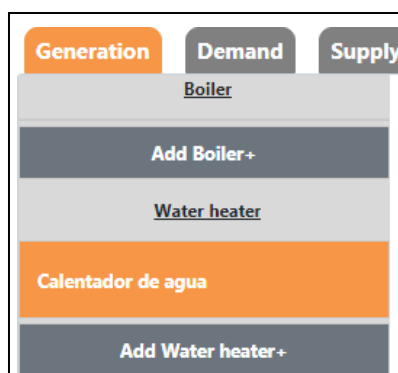 Generation Demand Supply
Boiler
Add Boiler+
Water heater
Calentador de agua
Add Water heater+